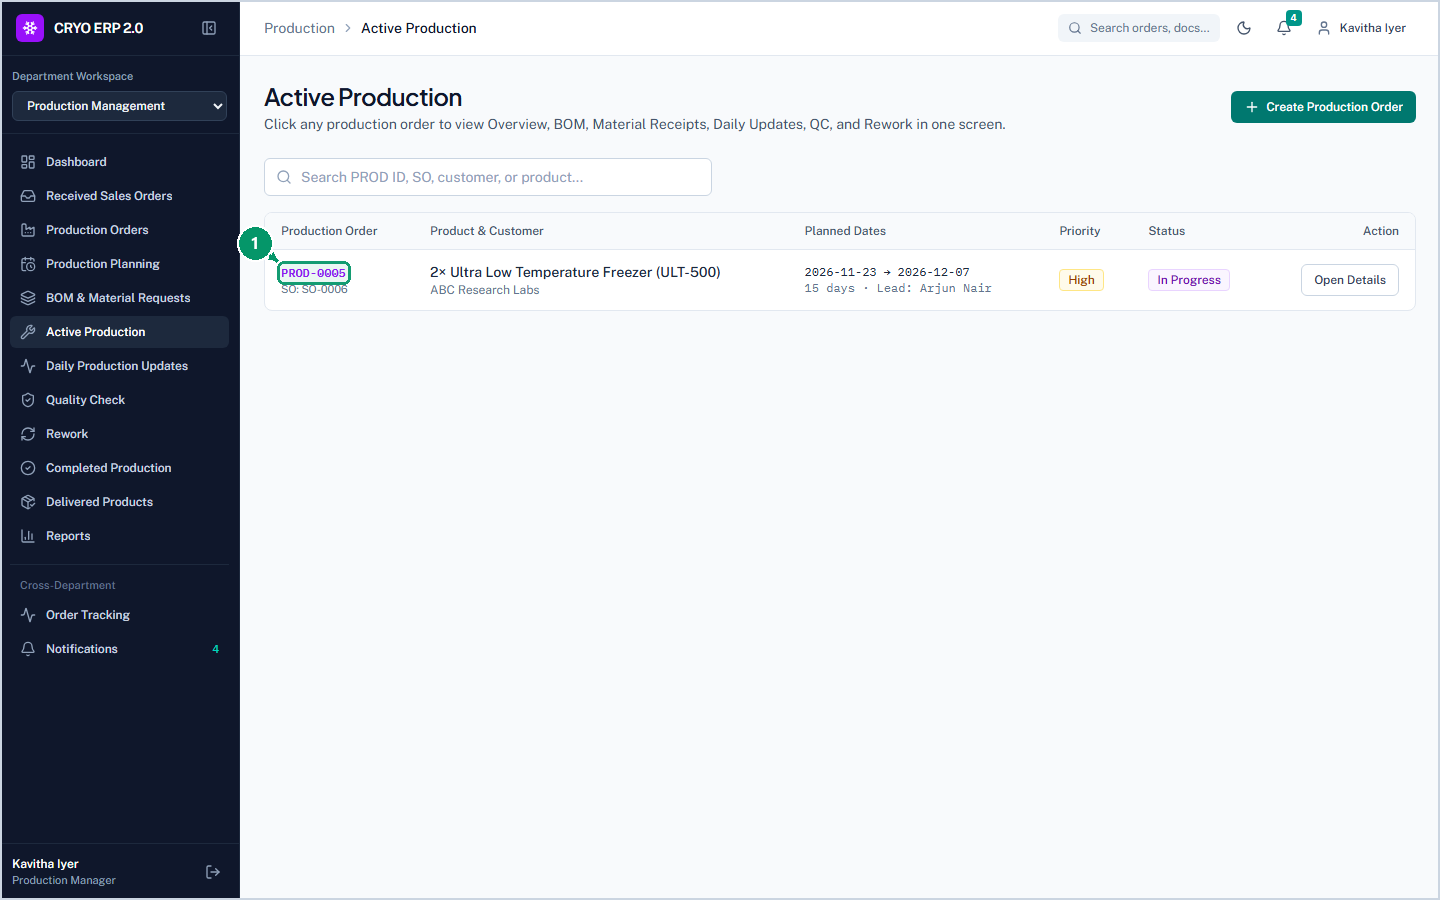 CRYO ERP 2.0
Department Workspace
Production Management
Dashboard
Received Sales Orders
Production Orders
Production Planning
BOM & Material Requests
Active Production
Daily Production Updates
Quality Check
Rework
Completed Production
Delivered Products
Reports
Cross-Department
Order Tracking
Notifications 4
Kavitha Iyer
Production Manager
Production > Active Production
Search orders, docs...
4
Kavitha Iyer
Active Production
Click any production order to view Overview, BOM, Material Receipts, Daily Updates, QC, and Rework in one screen.
+ Create Production Order
Search PROD ID, SO, customer, or product...
Production Order Product & Customer Planned Dates Priority Status Action
1
PROD-0005 2× Ultra Low Temperature Freezer (ULT-500) 2026-11-23 → 2026-12-07 High In Progress Open Details
SO: SO-0006 ABC Research Labs 15 days · Lead: Arjun Nair